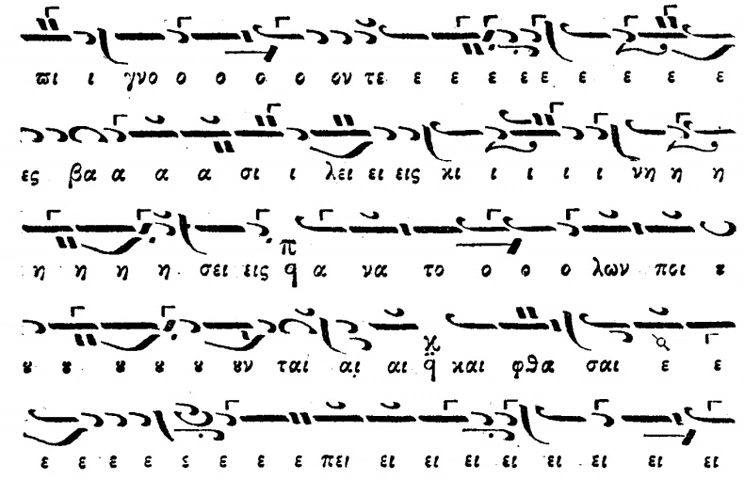 πι ι γνο ο ο ο ο ον τε ε ε ε ε ε ε ε ε ε
ες βα α α α σι ι λει ει εις κι ι ι ι ι νη η η
η η η η σει εις π q α να το ο ο ο λων ποι ȣ
ȣ ȣ ȣ ȣ ȣ ȣν ται αι αι κ q και φθα σαι ε ε
ε ε ε ε ε ε ε ε πει ει ει ει ει ει ει ει ει